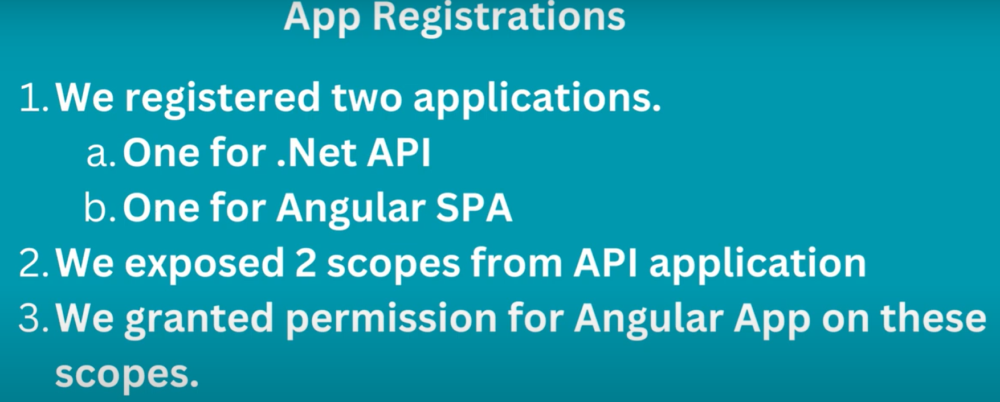 App Registrations
1. We registered two applications.
a. One for .Net API
b. One for Angular SPA
2. We exposed 2 scopes from API application
3. We granted permission for Angular App on these
scopes.